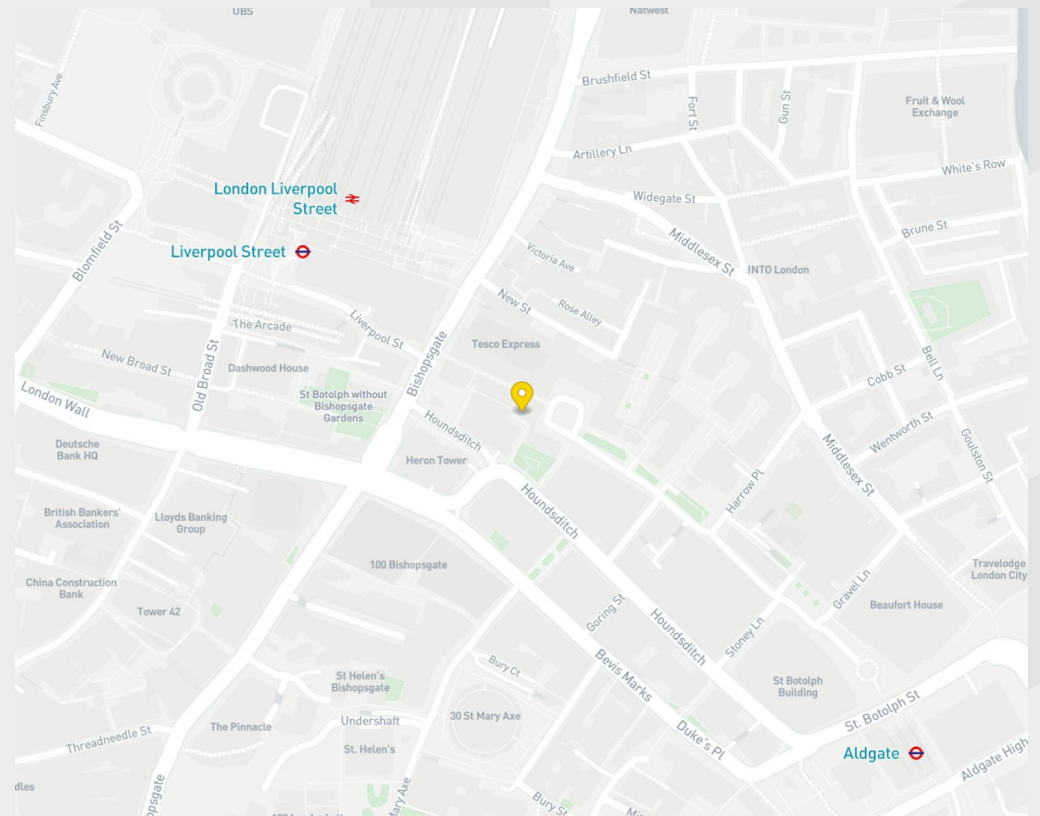 UBS
Natwest
Finsbury Ave
Brushfield St
Fort St
Gun St
Fruit & Wool
Exchange
Artillery Ln
White's Row
London Liverpool
Street
Widegate St
Liverpool Street
Blomfield St
Middlesex St
Brune St
Victoria Ave
INTO London
New St
Rose Alley
The Arcade
Liverpool St
Tesco Express
New Broad St
Dashwood House
Old Broad St
Bishopsgate
Bell Ln
Cobb St
London Wall
St Botolph without
Bishopsgate
Gardens
Houndsditch
Wentworth St
Deutsche
Bank HQ
Heron Tower
Middlesex St
Goulston St
Harrow Pl
British Bankers'
Association
Lloyds Banking
Group
Houndsditch
100 Bishopsgate
Travelodge
London City
China Construction
Bank
Tower 42
Gravel Ln
Beaufort House
Goring St
Houndsditch
Stoney Ln
Bury Ct
Bevis Marks
St Helen's
Bishopsgate
St Botolph
Building
30 St Mary Axe
Undershaft
The Pinnacle
St. Botolph St
Threadneedle St
St. Helen's
Duke's Pl
Aldgate
Aldgate High
dles
opsgate
Mary Axe
Bury St